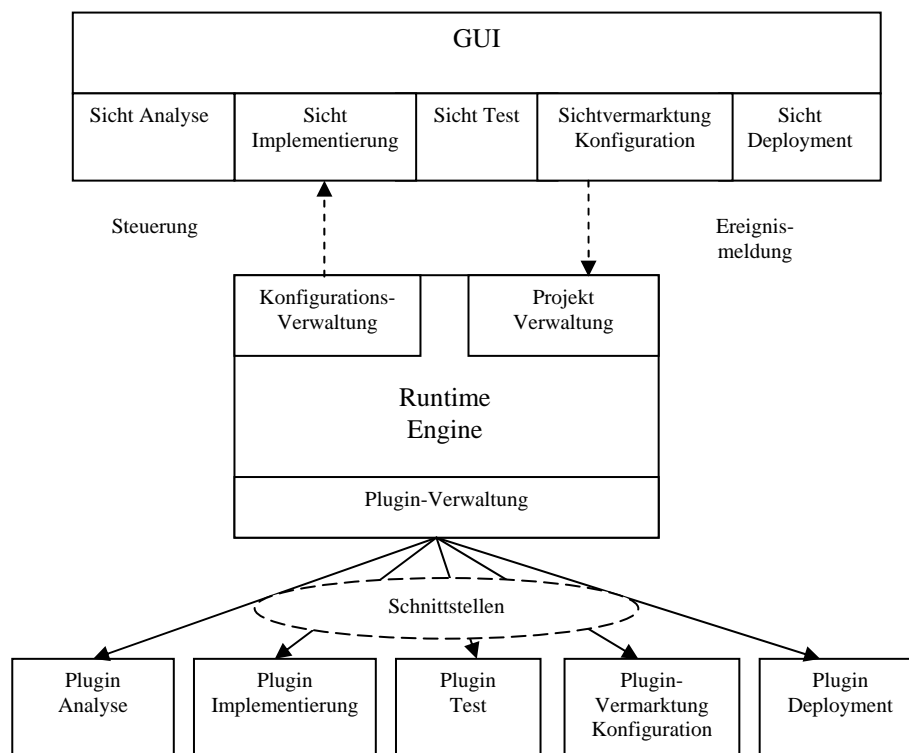 GUI
Sicht Analyse
Sicht
Implementierung
Sicht Test
Sichtvermarktung
Konfiguration
Sicht
Deployment
Steuerung
Ereignis-
meldung
Konfigurations-
Verwaltung
Projekt
Verwaltung
Runtime
Engine
Plugin-Verwaltung
Schnittstellen
Plugin
Analyse
Plugin
Implementierung
Plugin
Test
Plugin-
Vermarktung
Konfiguration
Plugin
Deployment